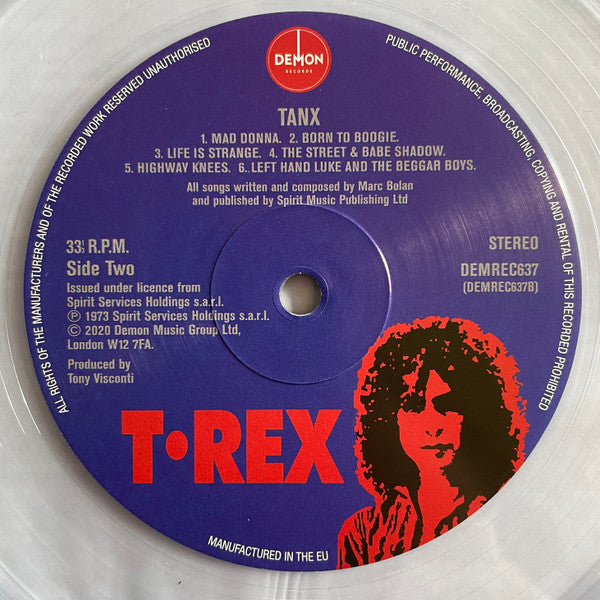 ALL RIGHTS OF THE MANUFACTURERS AND OF THE RECORDED WORK RESERVED UNAUTHORISED
PUBLIC PERFORMANCE, BROADCASTING, COPYING AND RENTAL OF THIS RECORD PROHIBITED
DEMON
RECORDS
TANX
1. MAD DONNA. 2. BORN TO BOOGIE.
3. LIFE IS STRANGE. 4. THE STREET & BABE SHADOW.
5. HIGHWAY KNEES. 6. LEFT HAND LUKE AND THE BEGGAR BOYS.
All songs written and composed by Marc Bolan
and published by Spirit Music Publishing Ltd
33⅓ R.P.M.
Side Two
Issued under licence from
Spirit Services Holdings s.a.r.l.
℗ 1973 Spirit Services Holdings s.a.r.l.
© 2020 Demon Music Group Ltd,
London W12 7FA.
Produced by
Tony Visconti
STEREO
DEMREC637
(DEMREC637B)
T•REX
MANUFACTURED IN THE EU